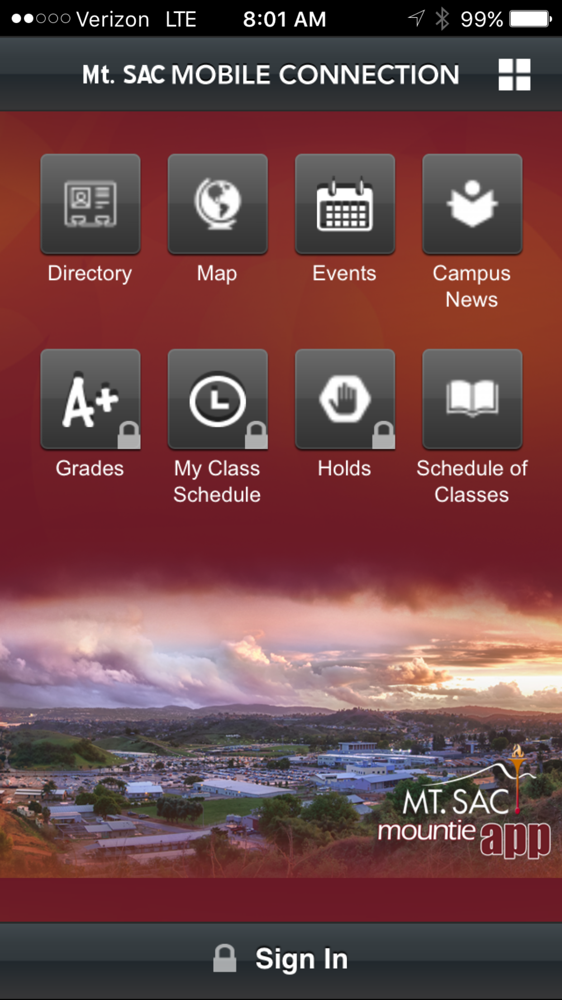 Verizon LTE 8:01 AM 99%
Mt. SAC MOBILE CONNECTION
Directory Map Events Campus News
A+
Grades My Class Schedule Holds Schedule of Classes
MT. SAC
mountie app
Sign In